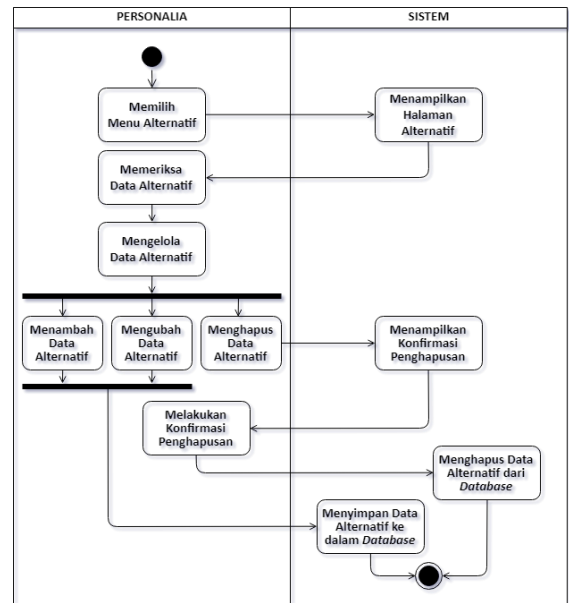 PERSONALIA
SISTEM
Memilih
Menu Alternatif
Menampilkan
Halaman
Alternatif
Memeriksa
Data Alternatif
Mengelola
Data Alternatif
Menambah
Data
Alternatif
Mengubah
Data
Alternatif
Menghapus
Data
Alternatif
Menampilkan
Konfirmasi
Penghapusan
Melakukan
Konfirmasi
Penghapusan
Menghapus Data
Alternatif dari
Database
Menyimpan Data
Alternatif ke
dalam Database